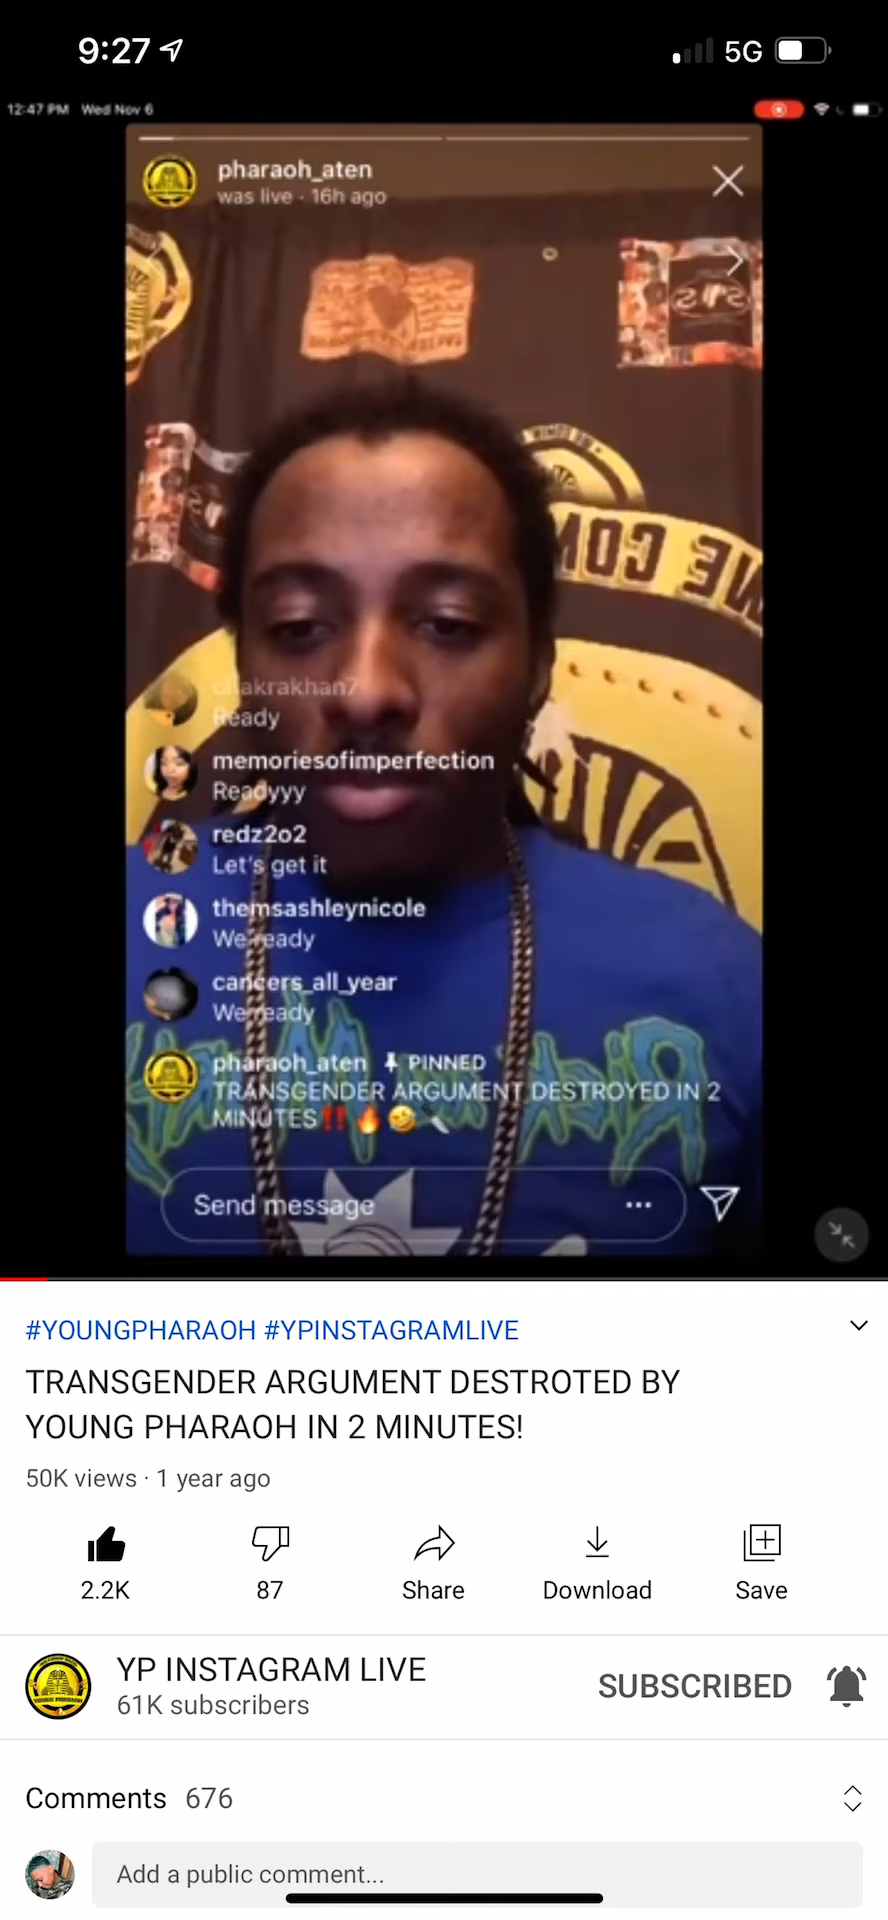 9:27
5G
12:47 PM Wed Nov 6
pharaoh_aten
was live · 16h ago
chakrakhan7
Ready
memoriesofimperfection
Readyyy
redz2o2
Let's get it
themsashleynicole
We ready
cancers_all_year
We ready
pharaoh_aten PINNED
TRANSGENDER ARGUMENT DESTROYED IN 2
MINUTES‼️🔥🤣🔪
Send message
#YOUNGPHARAOH #YPINSTAGRAMLIVE
TRANSGENDER ARGUMENT DESTROTED BY
YOUNG PHARAOH IN 2 MINUTES!
50K views · 1 year ago
2.2K 87 Share Download Save
YP INSTAGRAM LIVE
61K subscribers
SUBSCRIBED
Comments 676
Add a public comment...